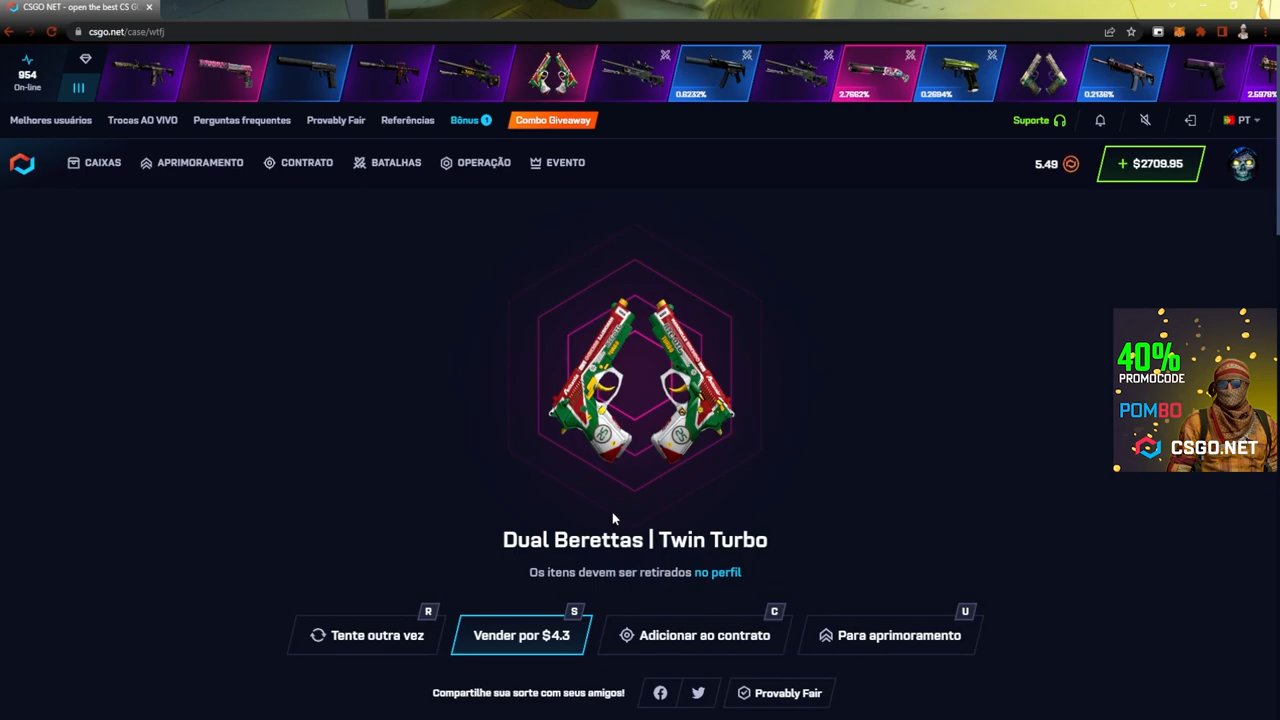 CSGO NET - open the best CS G
csgo.net/case/wtfj
954
On-line
0.6232%
2.7662%
0.2694%
0.2136%
2.5978%
Melhores usuários Trocas AO VIVO Perguntas frequentes Provably Fair Referências Bônus 1 Combo Giveaway Suporte PT
CAIXAS APRIMORAMENTO CONTRATO BATALHAS OPERAÇÃO EVENTO 5.49 + $2709.95
40%
PROMOCODE
POM80
CSGO.NET
Dual Berettas | Twin Turbo
Os itens devem ser retirados no perfil
R S C U
Tente outra vez Vender por $4.3 Adicionar ao contrato Para aprimoramento
Compartilhe sua sorte com seus amigos! Provably Fair